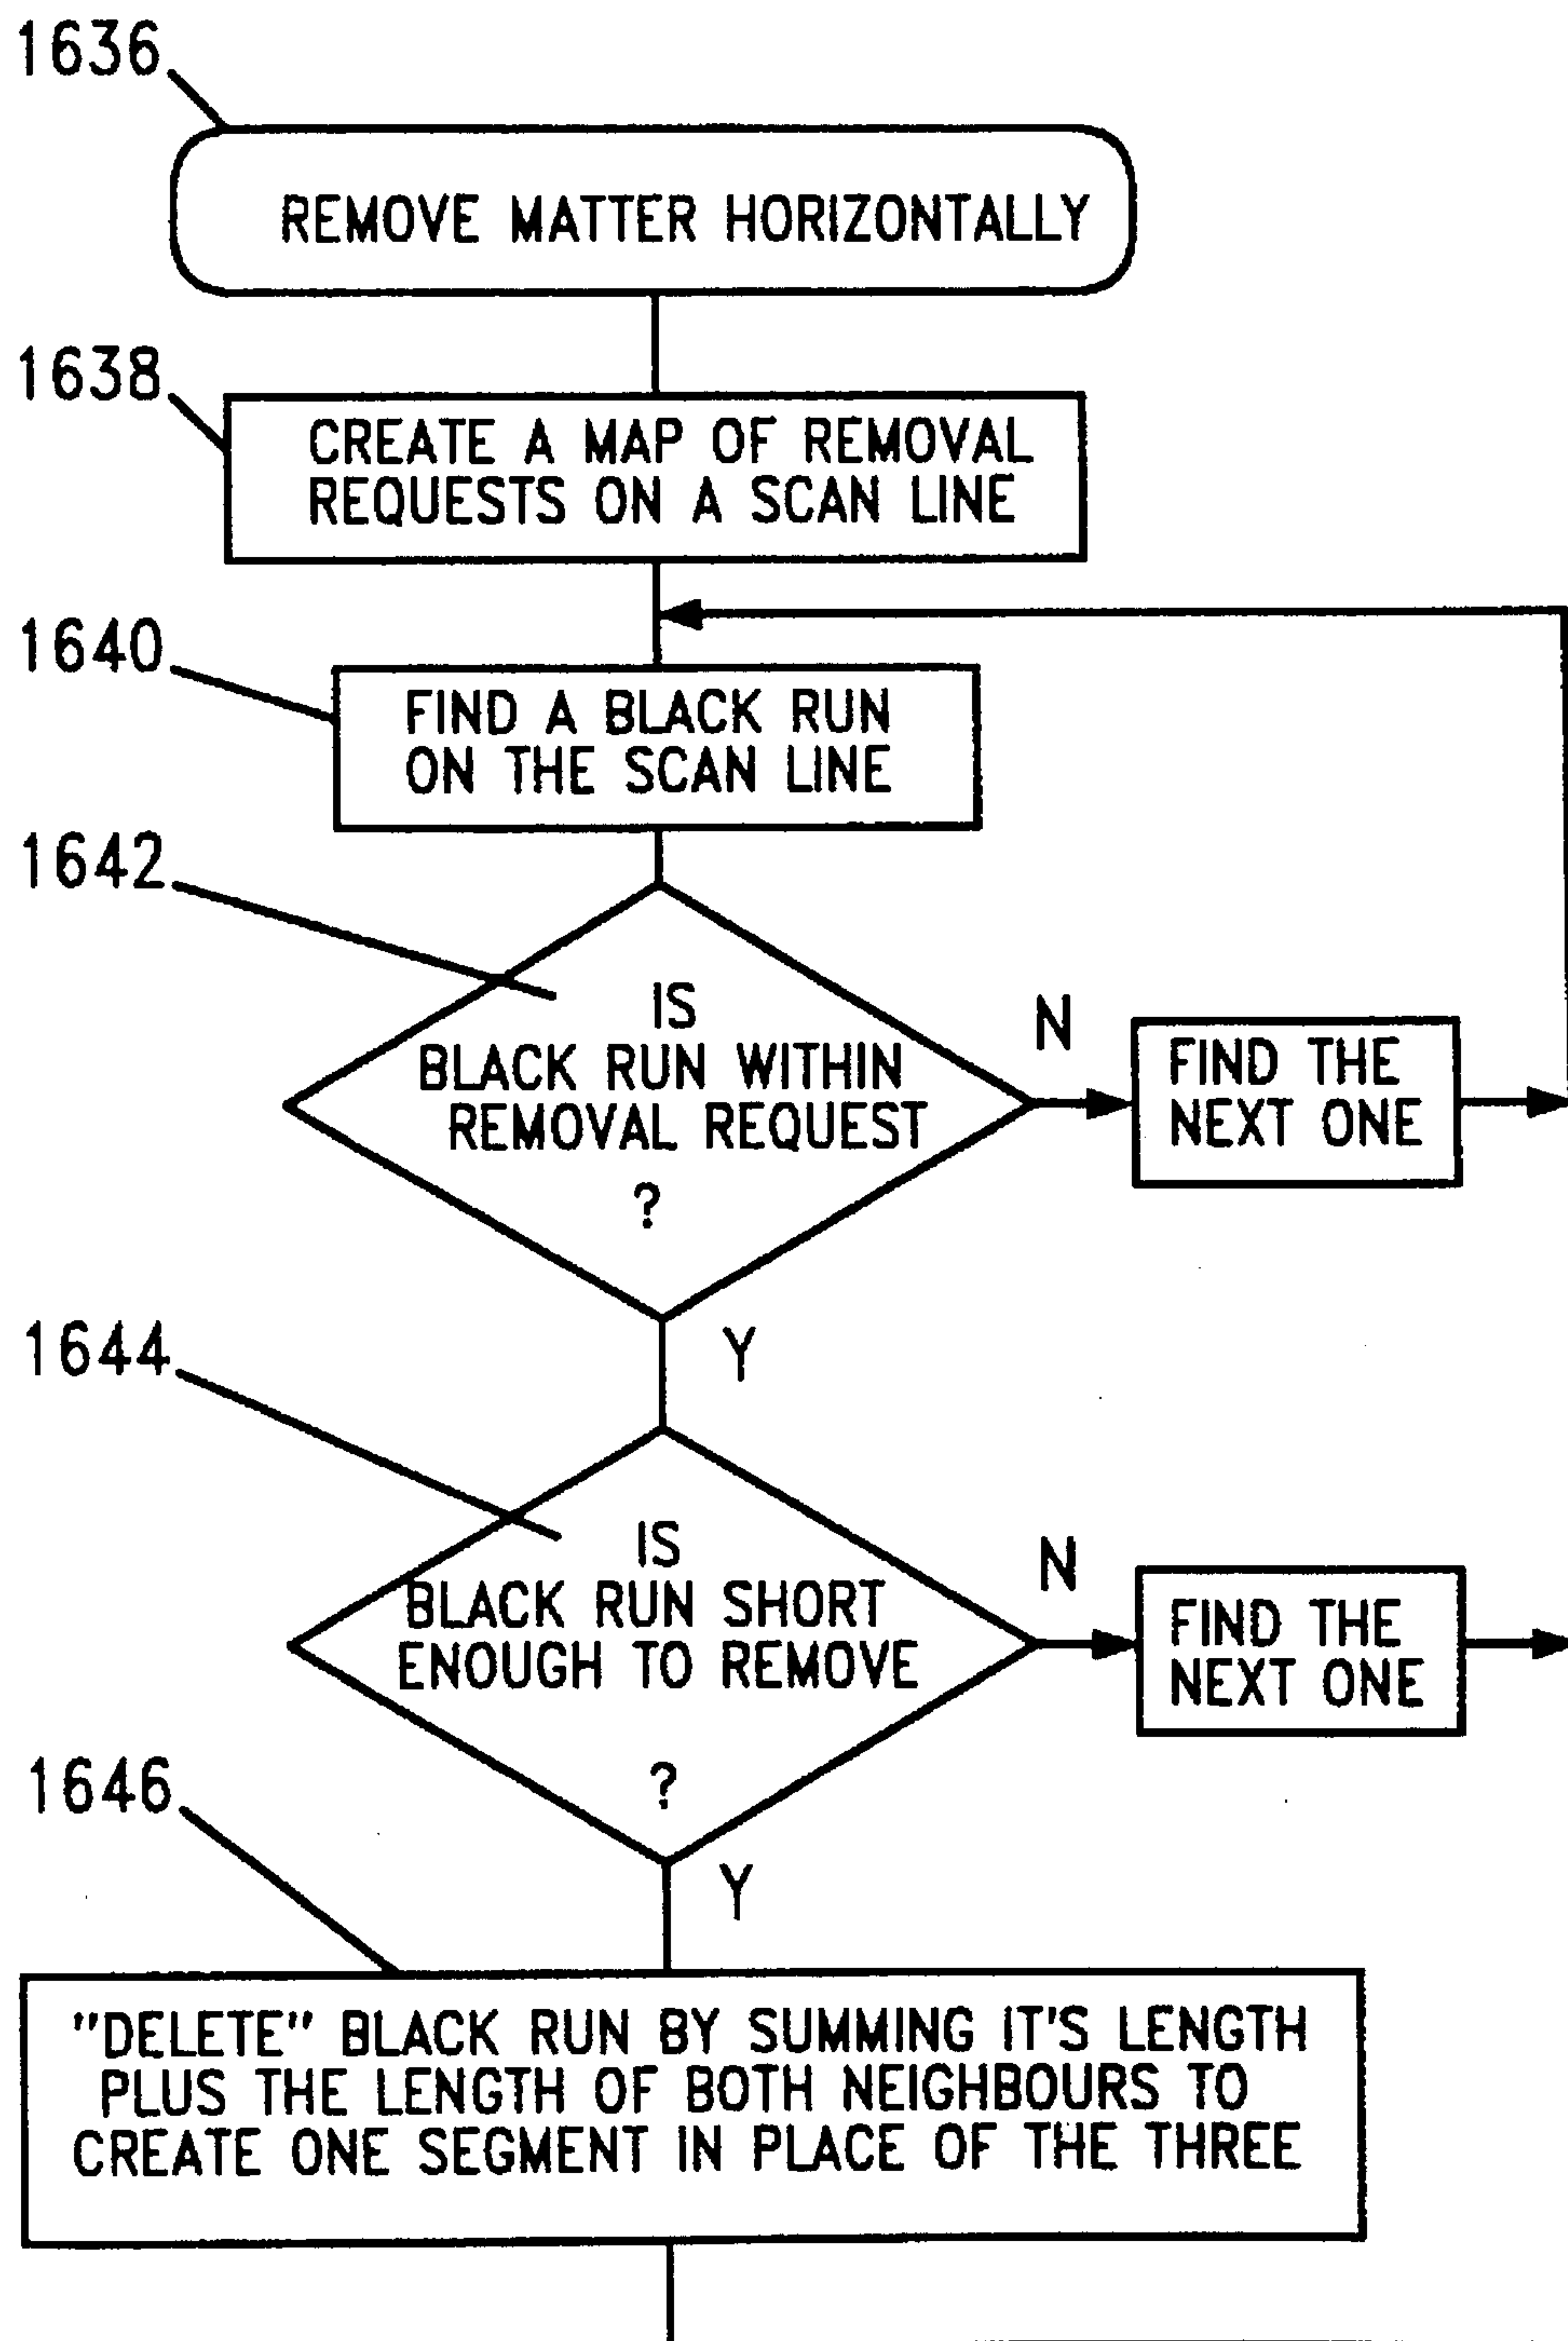 1636
REMOVE MATTER HORIZONTALLY
1638
CREATE A MAP OF REMOVAL
REQUESTS ON A SCAN LINE
1640
FIND A BLACK RUN
ON THE SCAN LINE
1642
IS
BLACK RUN WITHIN
REMOVAL REQUEST
?
N
FIND THE
NEXT ONE
Y
1644
IS
BLACK RUN SHORT
ENOUGH TO REMOVE
?
N
FIND THE
NEXT ONE
Y
1646
"DELETE" BLACK RUN BY SUMMING IT'S LENGTH
PLUS THE LENGTH OF BOTH NEIGHBOURS TO
CREATE ONE SEGMENT IN PLACE OF THE THREE